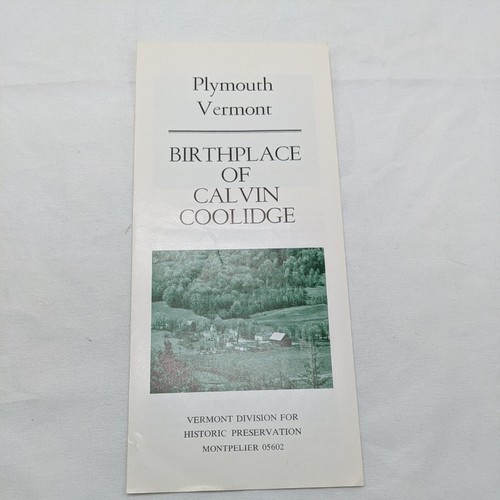 Plymouth
Vermont
BIRTHPLACE
OF
CALVIN
COOLIDGE
VERMONT DIVISION FOR
HISTORIC PRESERVATION
MONTPELIER 05602